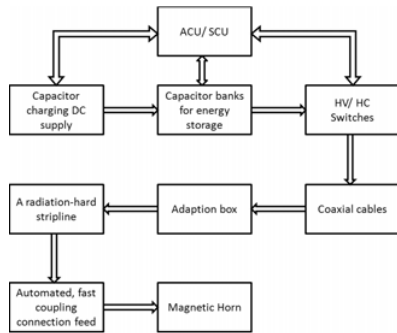 ACU/ SCU
Capacitor
charging DC
supply
Capacitor banks
for energy
storage
HV/ HC
Switches
A radiation-hard
stripline
Adaption box
Coaxial cables
Automated, fast
coupling
connection feed
Magnetic Horn